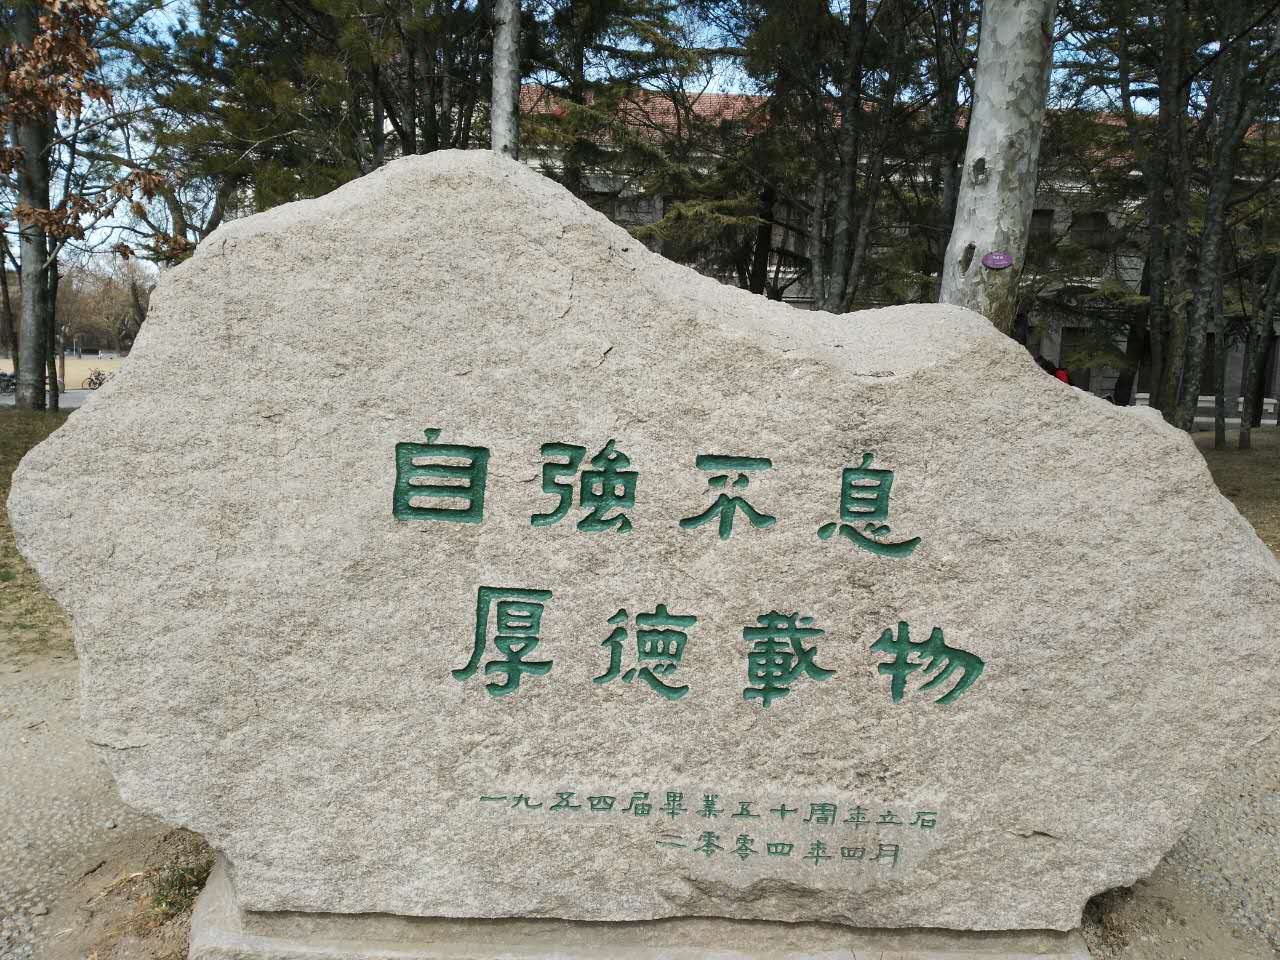 自強不息
厚德載物
一九五四届畢業五十周年立石
二零零四年四月